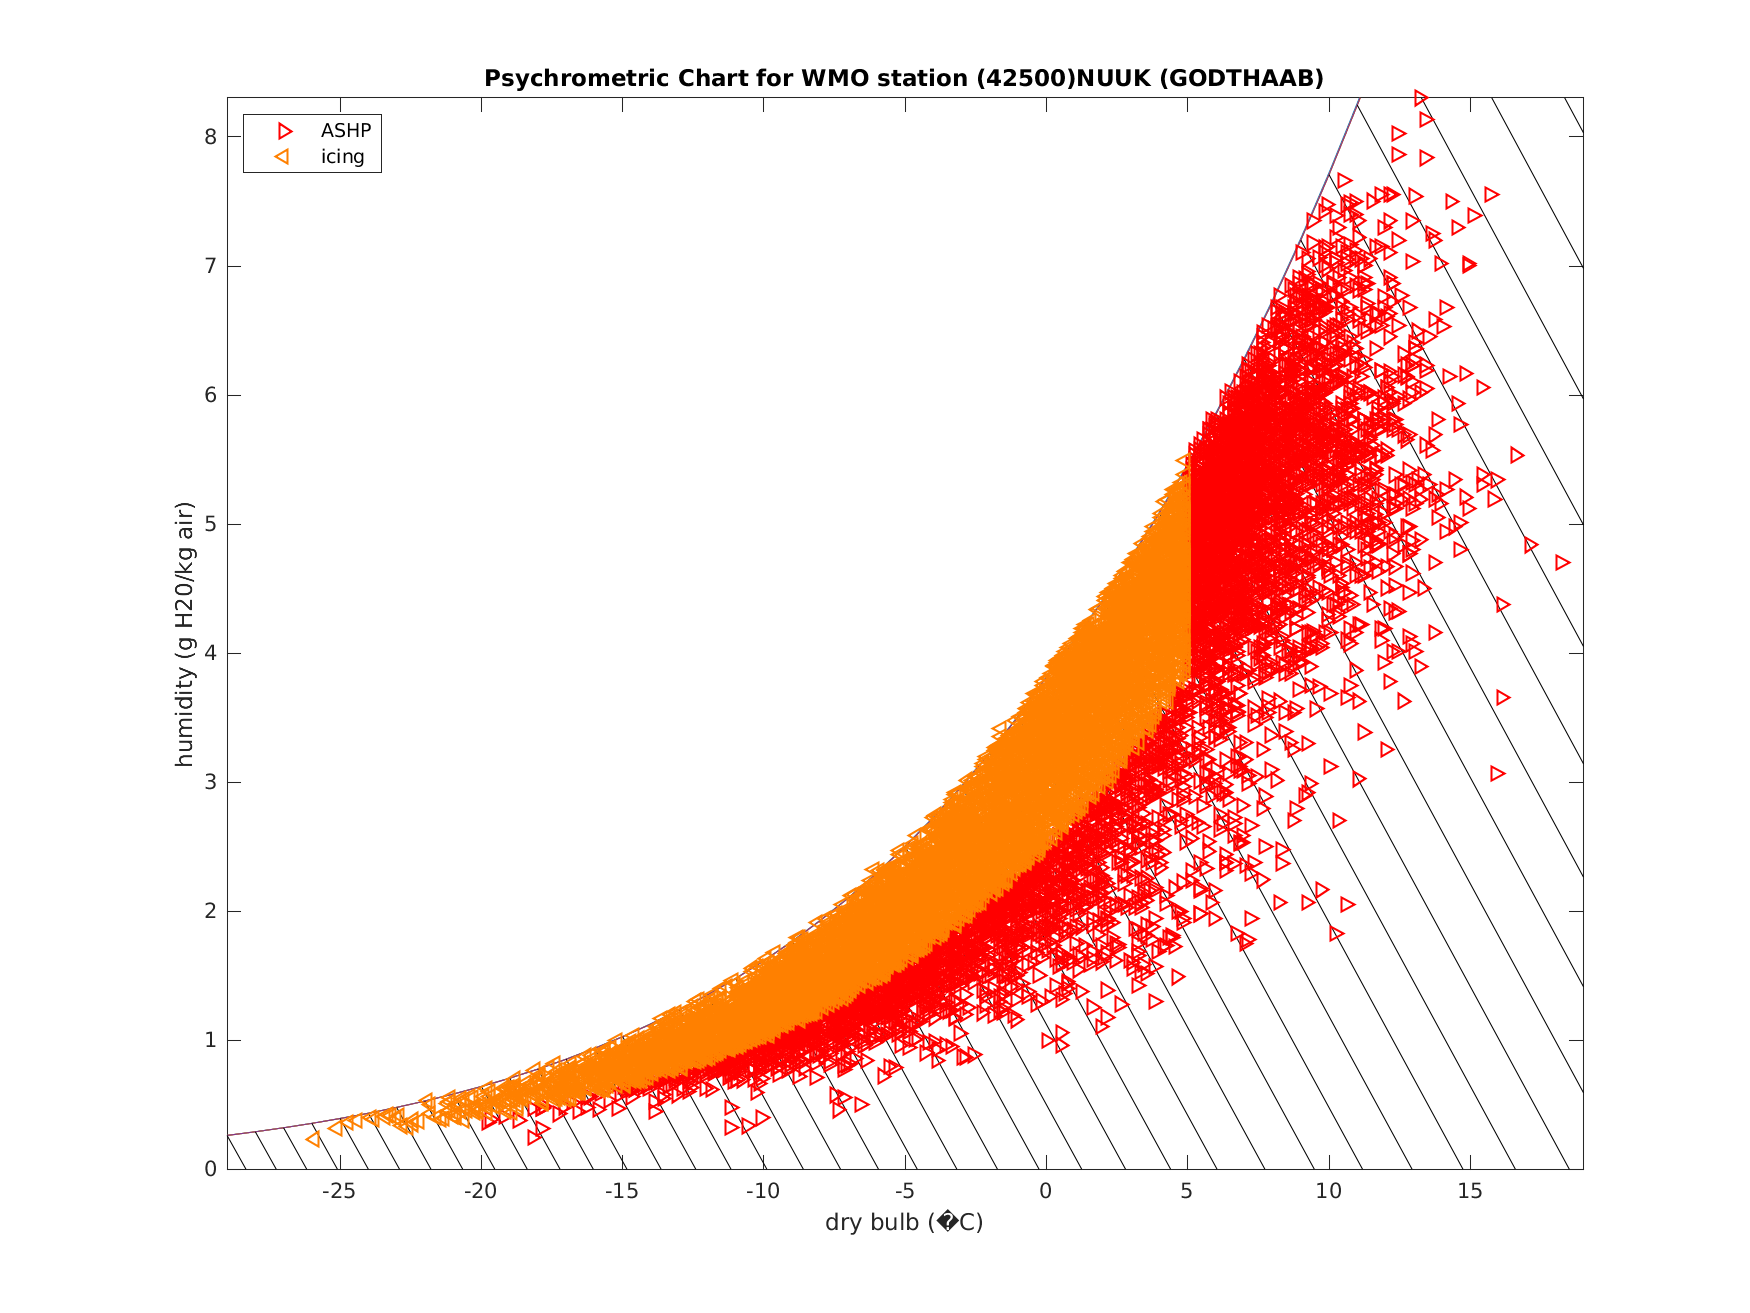 Psychrometric Chart for WMO station (42500)NUUK (GODTHAAB)
ASHP
icing
humidity (g H20/kg air)
8
7
6
5
4
3
2
1
0
-25 -20 -15 -10 -5 0 5 10 15
dry bulb (�C)